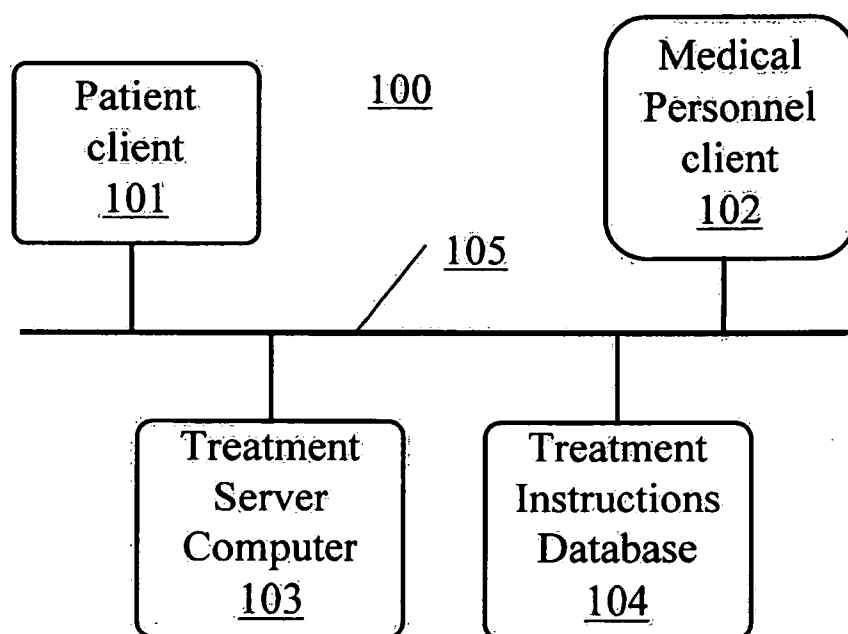 Patient
client
101
100
Medical
Personnel
client
102
105
Treatment
Server
Computer
103
Treatment
Instructions
Database
104